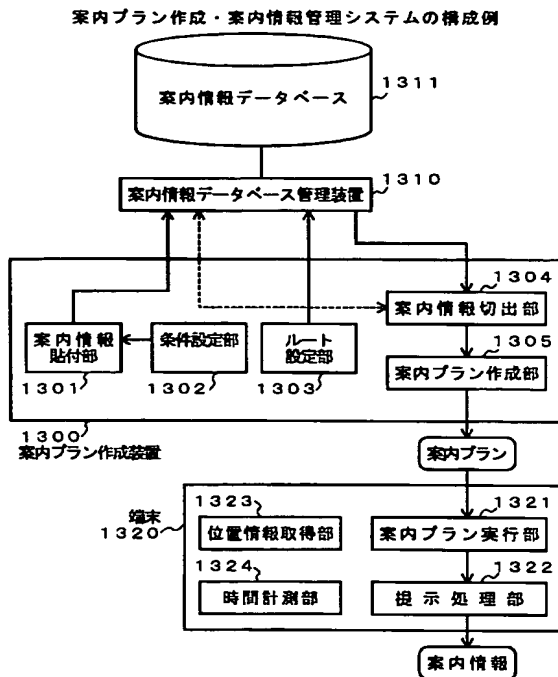 案内プラン作成・案内情報管理システムの構成例
案内情報データベース
1311
案内情報データベース管理装置
1310
1304
案内情報切出部
案内情報
貼付部
1301
条件設定部
1302
ルート
設定部
1303
1305
案内プラン作成部
1300
案内プラン作成装置
案内プラン
端末
1320
1323
位置情報取得部
1321
案内プラン実行部
1324
時間計測部
1322
提示処理部
案内情報